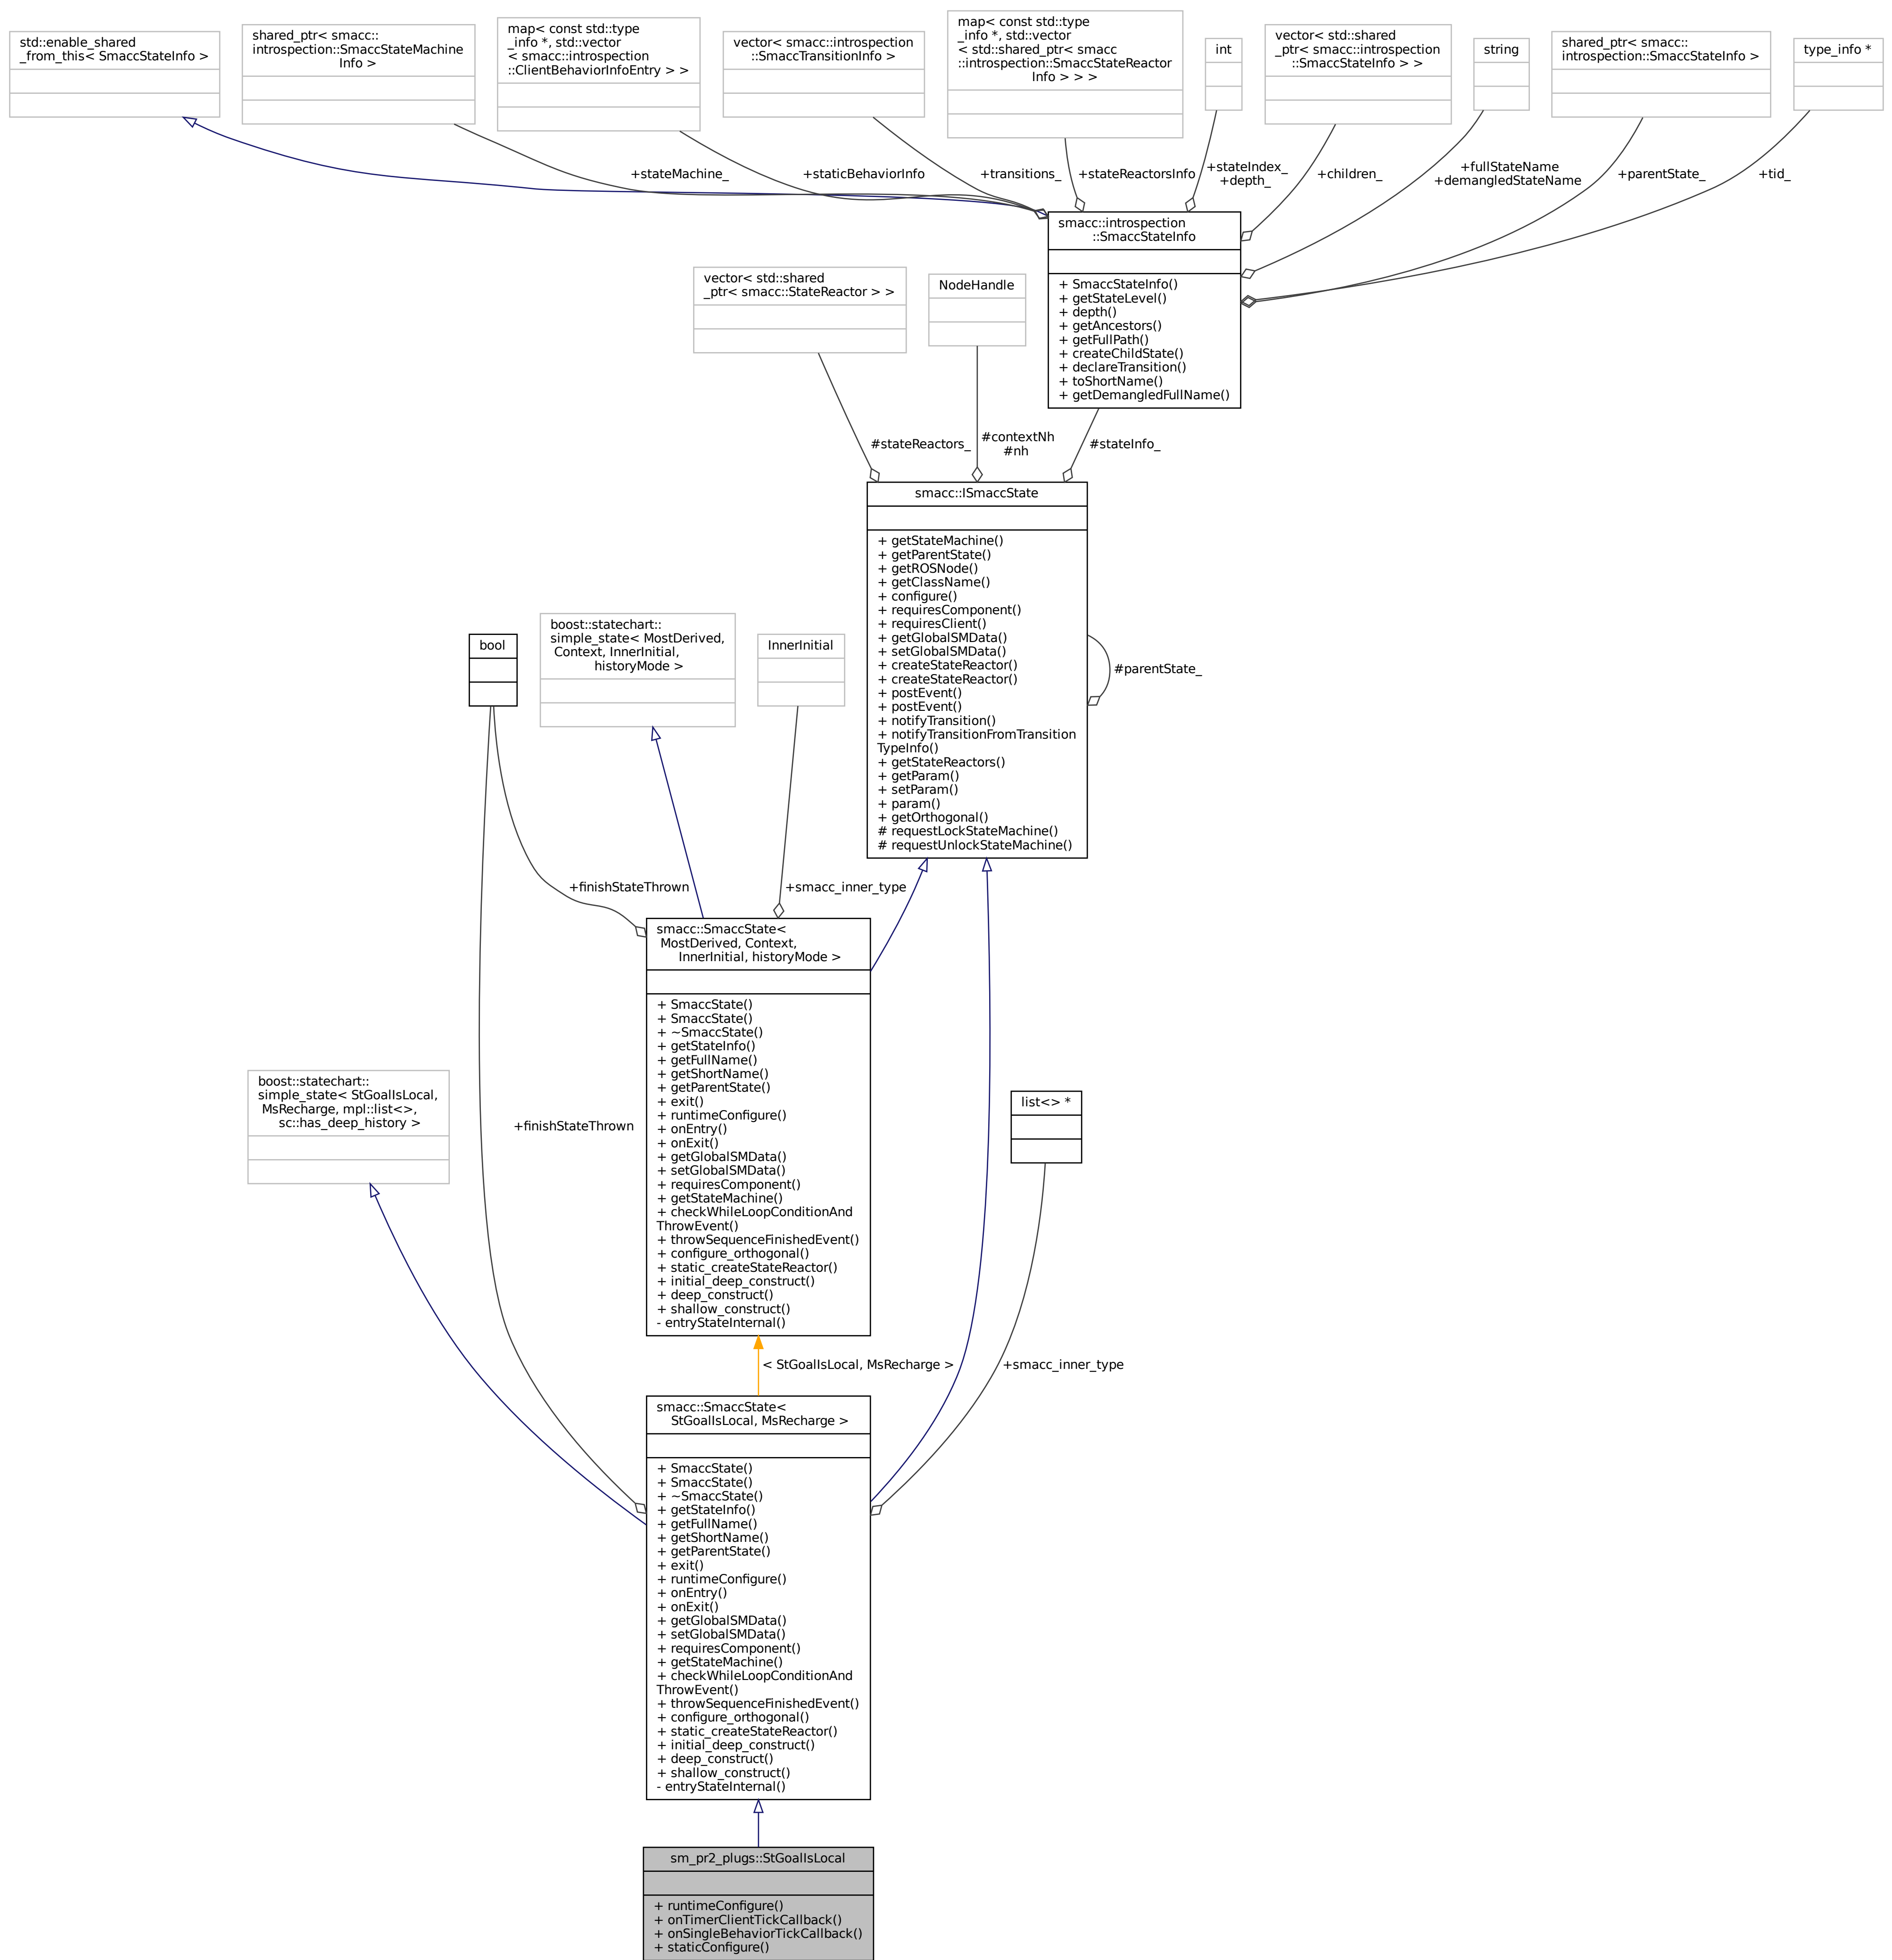 std::enable_shared
_from_this< SmaccStateInfo >
shared_ptr< smacc::
introspection::SmaccStateMachine
Info >
map< const std::type
_info *, std::vector
< smacc::introspection
::ClientBehaviorInfoEntry > >
vector< smacc::introspection
::SmaccTransitionInfo >
map< const std::type
_info *, std::vector
< std::shared_ptr< smacc
::introspection::SmaccStateReactor
Info > > >
int
vector< std::shared
_ptr< smacc::introspection
::SmaccStateInfo > >
string
shared_ptr< smacc::
introspection::SmaccStateInfo >
type_info *
+stateMachine_
+staticBehaviorInfo
+transitions_
+stateReactorsInfo
+stateIndex_
+depth_
+children_
+fullStateName
+demangledStateName
+parentState_
+tid_
smacc::introspection
::SmaccStateInfo
+ SmaccStateInfo()
+ getStateLevel()
+ depth()
+ getAncestors()
+ getFullPath()
+ createChildState()
+ declareTransition()
+ toShortName()
+ getDemangledFullName()
vector< std::shared
_ptr< smacc::StateReactor > >
NodeHandle
#stateReactors_
#contextNh
#nh
#stateInfo_
smacc::ISmaccState
+ getStateMachine()
+ getParentState()
+ getROSNode()
+ getClassName()
+ configure()
+ requiresComponent()
+ requiresClient()
+ getGlobalSMData()
+ setGlobalSMData()
+ createStateReactor()
+ createStateReactor()
+ postEvent()
+ postEvent()
+ notifyTransition()
+ notifyTransitionFromTransition
TypeInfo()
+ getStateReactors()
+ getParam()
+ setParam()
+ param()
+ getOrthogonal()
# requestLockStateMachine()
# requestUnlockStateMachine()
#parentState_
bool
boost::statechart::
simple_state< MostDerived,
Context, InnerInitial,
historyMode >
InnerInitial
+finishStateThrown
+smacc_inner_type
smacc::SmaccState<
MostDerived, Context,
InnerInitial, historyMode >
+ SmaccState()
+ SmaccState()
+ ~SmaccState()
+ getStateInfo()
+ getFullName()
+ getShortName()
+ getParentState()
+ exit()
+ runtimeConfigure()
+ onEntry()
+ onExit()
+ getGlobalSMData()
+ setGlobalSMData()
+ requiresComponent()
+ getStateMachine()
+ checkWhileLoopConditionAnd
ThrowEvent()
+ throwSequenceFinishedEvent()
+ configure_orthogonal()
+ static_createStateReactor()
+ initial_deep_construct()
+ deep_construct()
+ shallow_construct()
- entryStateInternal()
boost::statechart::
simple_state< StGoalIsLocal,
MsRecharge, mpl::list<>,
sc::has_deep_history >
+finishStateThrown
list<> *
< StGoalIsLocal, MsRecharge >
+smacc_inner_type
smacc::SmaccState<
StGoalIsLocal, MsRecharge >
+ SmaccState()
+ SmaccState()
+ ~SmaccState()
+ getStateInfo()
+ getFullName()
+ getShortName()
+ getParentState()
+ exit()
+ runtimeConfigure()
+ onEntry()
+ onExit()
+ getGlobalSMData()
+ setGlobalSMData()
+ requiresComponent()
+ getStateMachine()
+ checkWhileLoopConditionAnd
ThrowEvent()
+ throwSequenceFinishedEvent()
+ configure_orthogonal()
+ static_createStateReactor()
+ initial_deep_construct()
+ deep_construct()
+ shallow_construct()
- entryStateInternal()
sm_pr2_plugs::StGoalIsLocal
+ runtimeConfigure()
+ onTimerClientTickCallback()
+ onSingleBehaviorTickCallback()
+ staticConfigure()